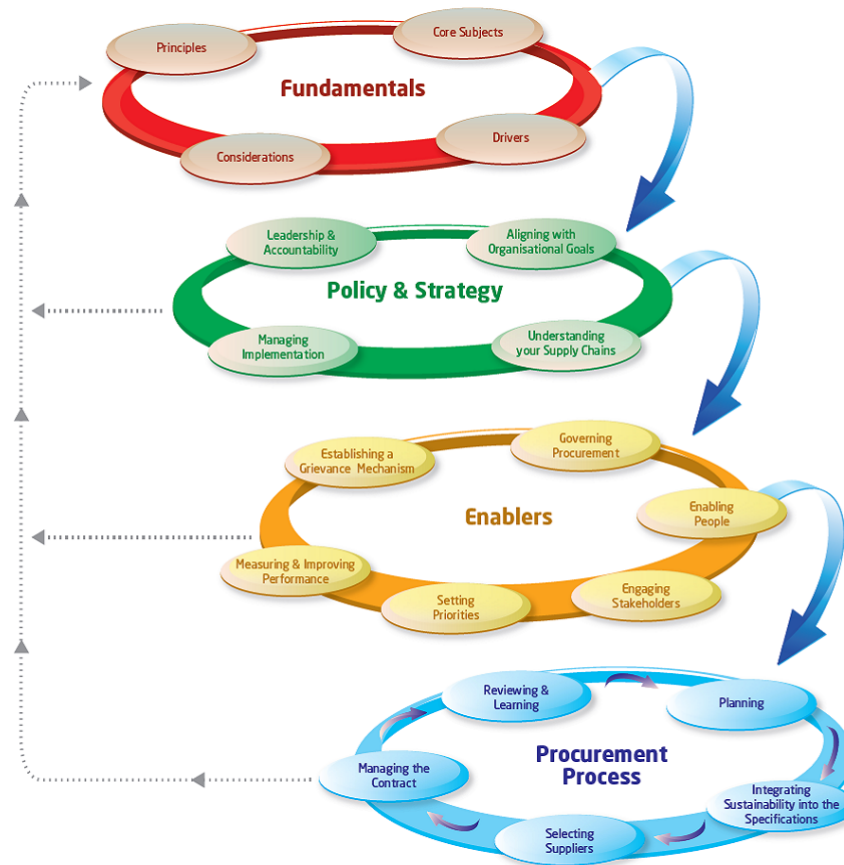 Principles
Core Subjects
Fundamentals
Considerations
Drivers
Leadership &
Accountability
Aligning with
Organisational Goals
Policy & Strategy
Managing
Implementation
Understanding
your Supply Chains
Establishing a
Grievance Mechanism
Governing
Procurement
Enabling
People
Enablers
Measuring & Improving
Performance
Setting
Priorities
Engaging
Stakeholders
Reviewing &
Learning
Planning
Procurement
Process
Managing the
Contract
Integrating
Sustainability into the
Specifications
Selecting
Suppliers